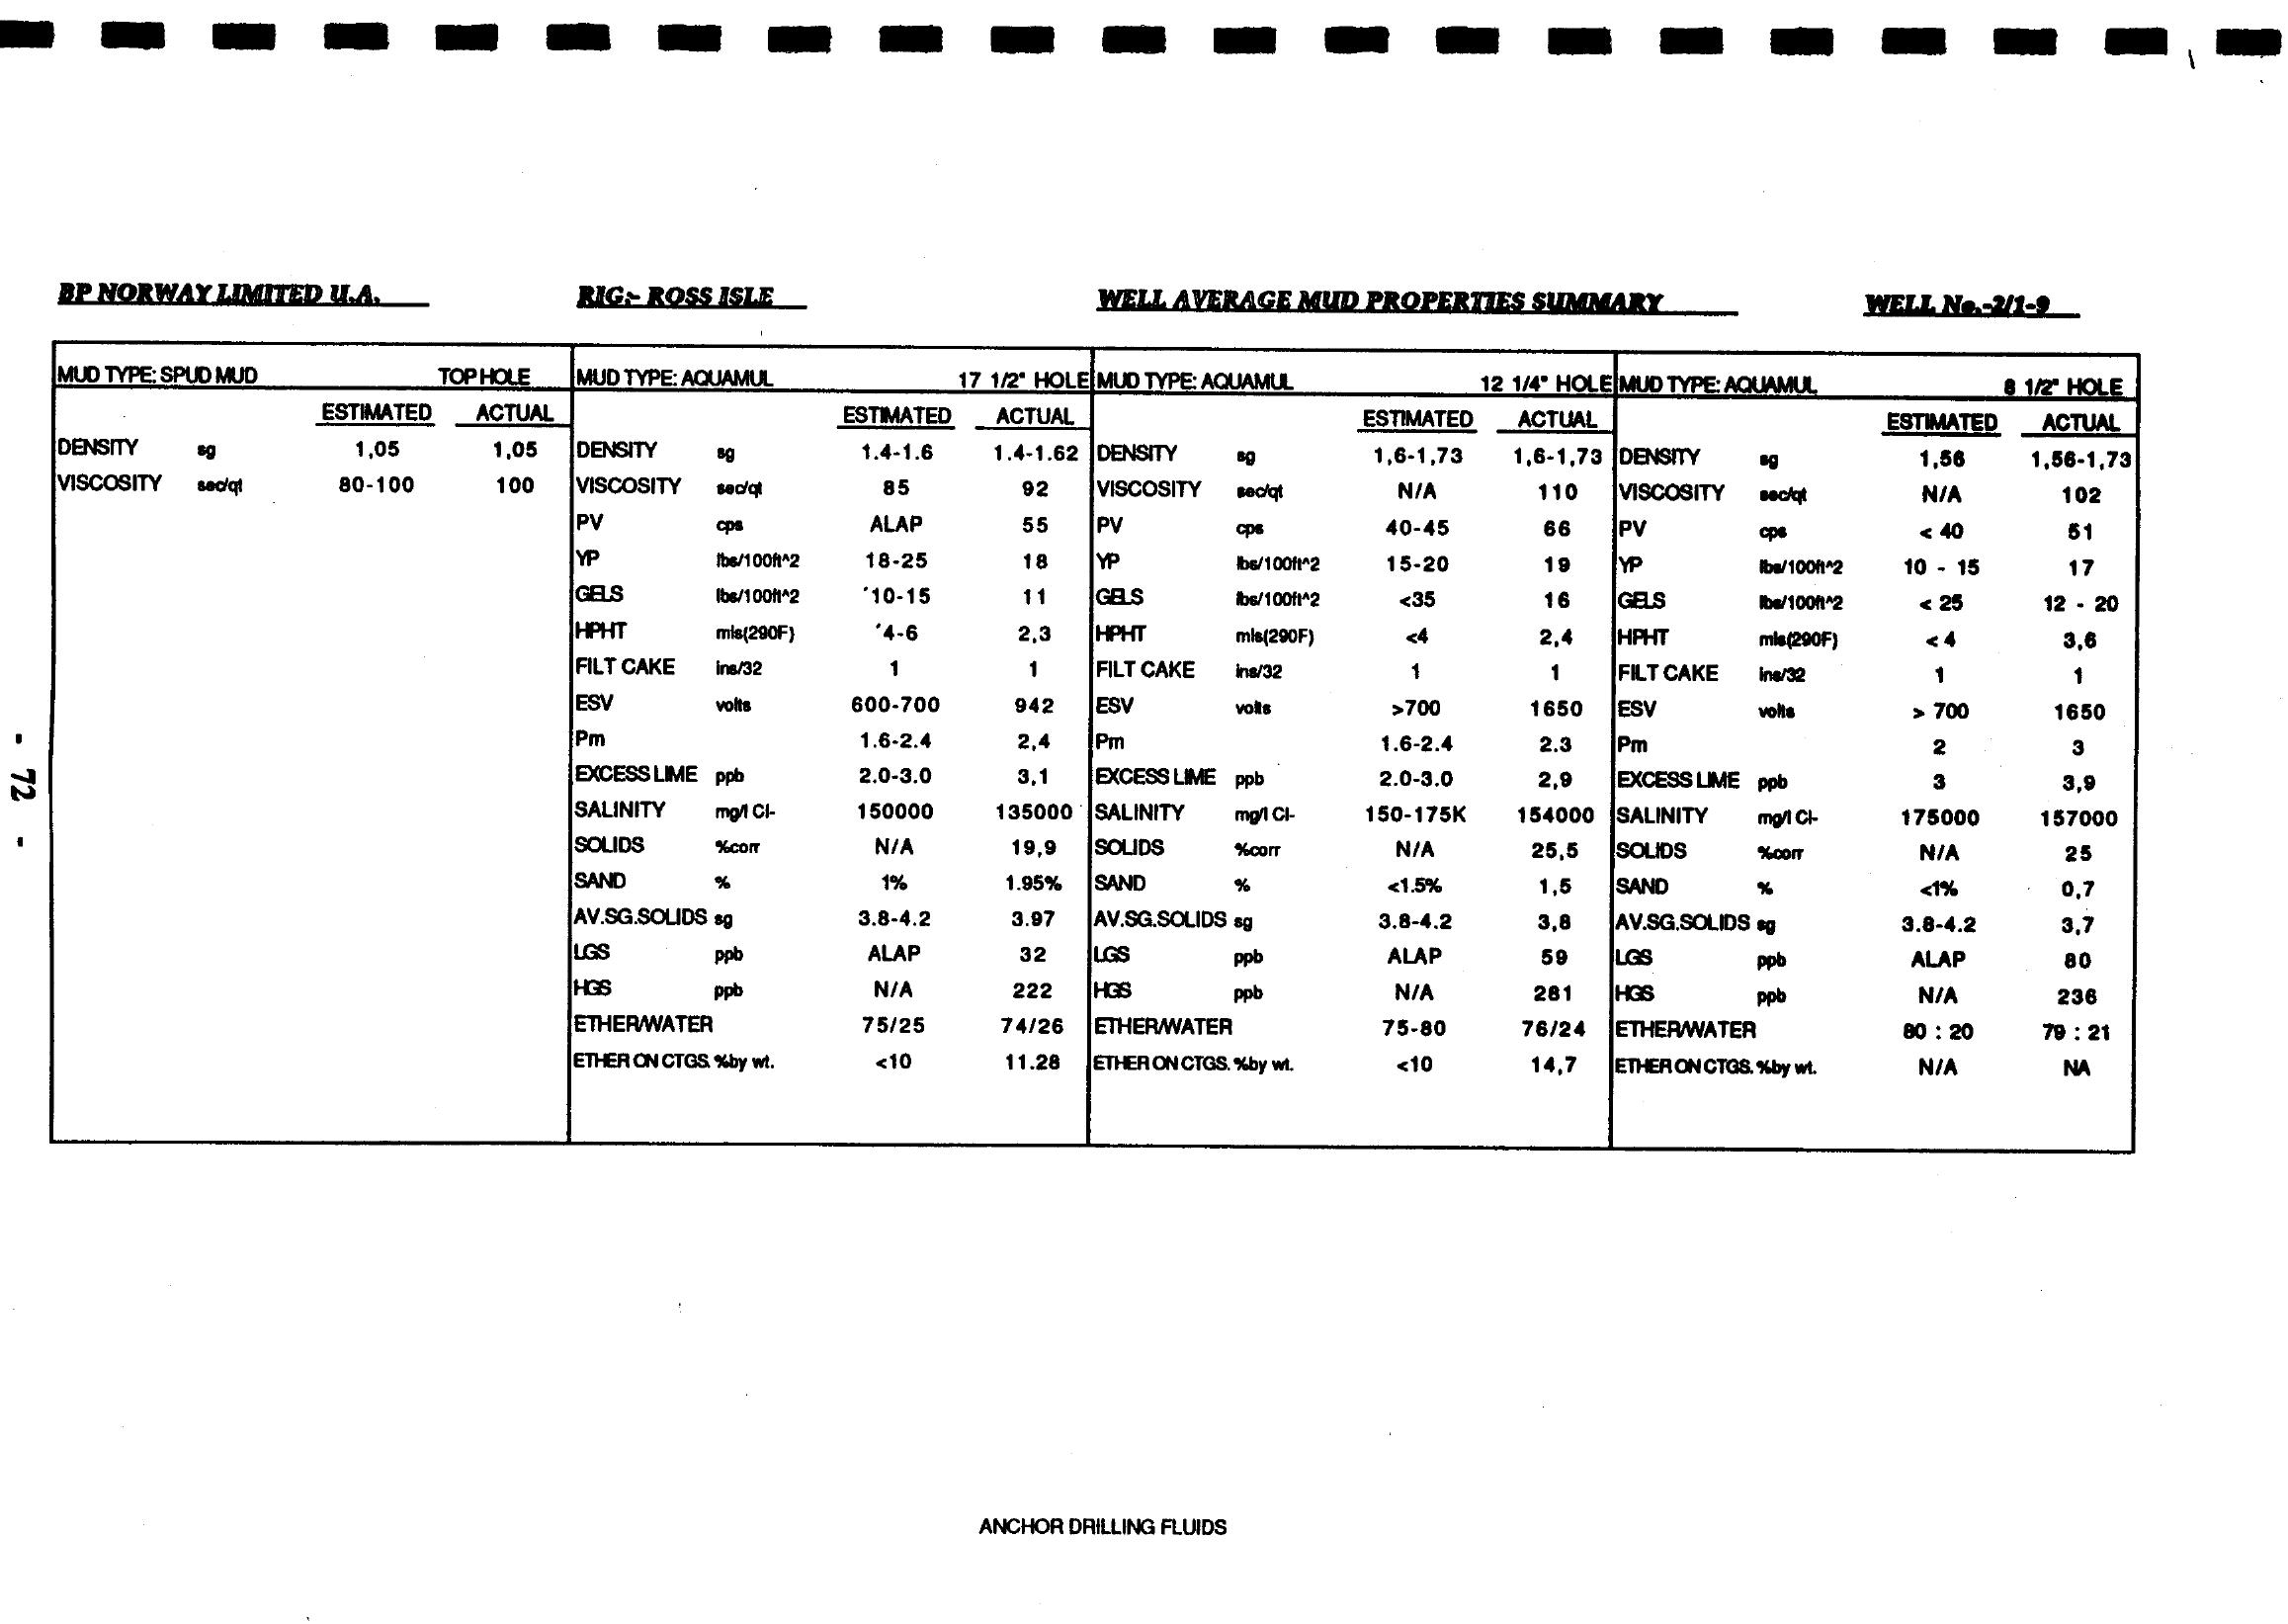 BP NORWAY LIMITED U.A. RIG:- ROSS ISLE WELL AVERAGE MUD PROPERTIES SUMMARY WELL No.-2/1-9
MUD TYPE: SPUD MUD TOP HOLE MUD TYPE: AQUAMUL 17 1/2" HOLE MUD TYPE: AQUAMUL 12 1/4" HOLE MUD TYPE: AQUAMUL 8 1/2" HOLE
ESTIMATED ACTUAL ESTIMATED ACTUAL ESTIMATED ACTUAL ESTIMATED ACTUAL
DENSITY sg 1,05 1,05 DENSITY sg 1.4-1.6 1.4-1.62 DENSITY sg 1,6-1,73 1,6-1,73 DENSITY sg 1,56 1,56-1,73
VISCOSITY sec/qt 80-100 100 VISCOSITY sec/qt 85 92 VISCOSITY sec/qt N/A 110 VISCOSITY sec/qt N/A 102
PV cps ALAP 55 PV cps 40-45 66 PV cps < 40 51
YP lbs/100ft^2 18-25 18 YP lbs/100ft^2 15-20 19 YP lbs/100ft^2 10 - 15 17
GELS lbs/100ft^2 '10-15 11 GELS lbs/100ft^2 <35 16 GELS lbs/100ft^2 < 25 12 - 20
HPHT mls(290F) '4-6 2,3 HPHT mls(290F) <4 2,4 HPHT mls(290F) < 4 3,6
FILT CAKE ins/32 1 1 FILT CAKE ins/32 1 1 FILT CAKE ins/32 1 1
ESV volts 600-700 942 ESV volts >700 1650 ESV volts > 700 1650
Pm 1.6-2.4 2,4 Pm 1.6-2.4 2.3 Pm 2 3
EXCESS LIME ppb 2.0-3.0 3,1 EXCESS LIME ppb 2.0-3.0 2,9 EXCESS LIME ppb 3 3,9
SALINITY mg/l Cl- 150000 135000 SALINITY mg/l Cl- 150-175K 154000 SALINITY mg/l Cl- 175000 157000
SOLIDS %corr N/A 19,9 SOLIDS %corr N/A 25,5 SOLIDS %corr N/A 25
SAND % 1% 1.95% SAND % <1.5% 1,5 SAND % <1% 0,7
AV.SG.SOLIDS sg 3.8-4.2 3.97 AV.SG.SOLIDS sg 3.8-4.2 3,8 AV.SG.SOLIDS sg 3.8-4.2 3,7
LGS ppb ALAP 32 LGS ppb ALAP 59 LGS ppb ALAP 80
HGS ppb N/A 222 HGS ppb N/A 261 HGS ppb N/A 236
ETHER/WATER 75/25 74/26 ETHER/WATER 75-80 76/24 ETHER/WATER 80 : 20 79 : 21
ETHER ON CTGS. %by wt. <10 11.28 ETHER ON CTGS. %by wt. <10 14,7 ETHER ON CTGS. %by wt. N/A NA
- 72 -
ANCHOR DRILLING FLUIDS